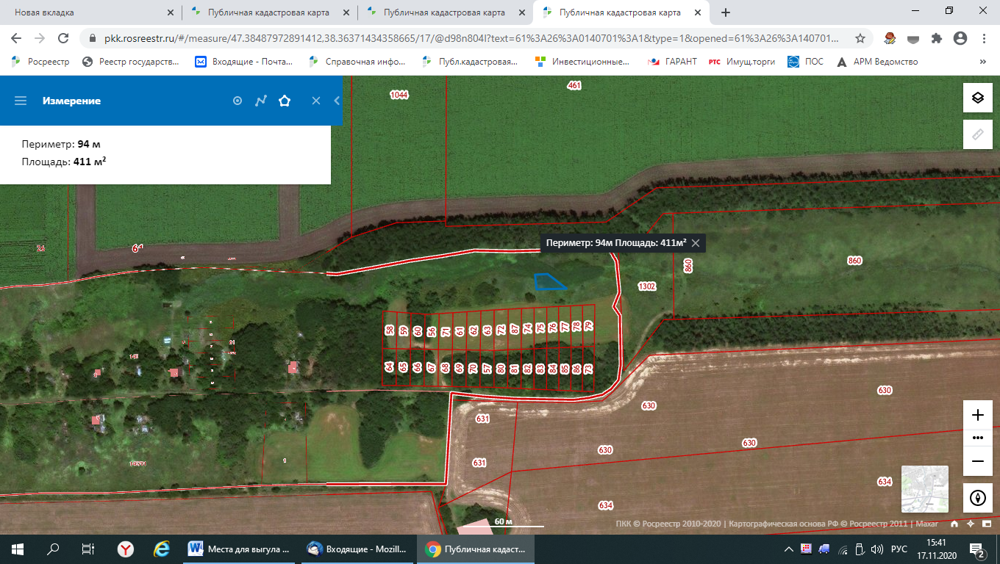 Новая вкладка
Публичная кадастровая карта
Публичная кадастровая карта
Публичная кадастровая карта
pkk.rosreestr.ru/#/measure/47.38487972891412,38.36371434358665/17/@d98n804l?text=61%3A26%3A0140701%3A1&type=1&opened=61%3A26%3A140701...
Росреестр Реестр государств... Входящие - Почта... Справочная инфо... Публ.кадастровая... Инвестиционные... ГАРАНТ РТС Имущ.торги ПОС АРМ Ведомство »
Измерение
Периметр: 94 м
Площадь: 411 м²
1044
461
Периметр: 94м Площадь: 411м²
64
860
860
1302
58 59 60 56 71 61 62 63 72 87 74 75 76 77 78 79
64 65 66 67 68 69 70 57 80 81 82 83 84 85 86 73
630
630
631
630
630
631
634
634
60 м
ПКК © Росреестр 2010-2020 | Картографическая основа РФ © Росреестр 2011 | Maxar
Места для выгула ...
Входящие - Mozill...
Публичная кадаст...
РУС
15:41
17.11.2020
2